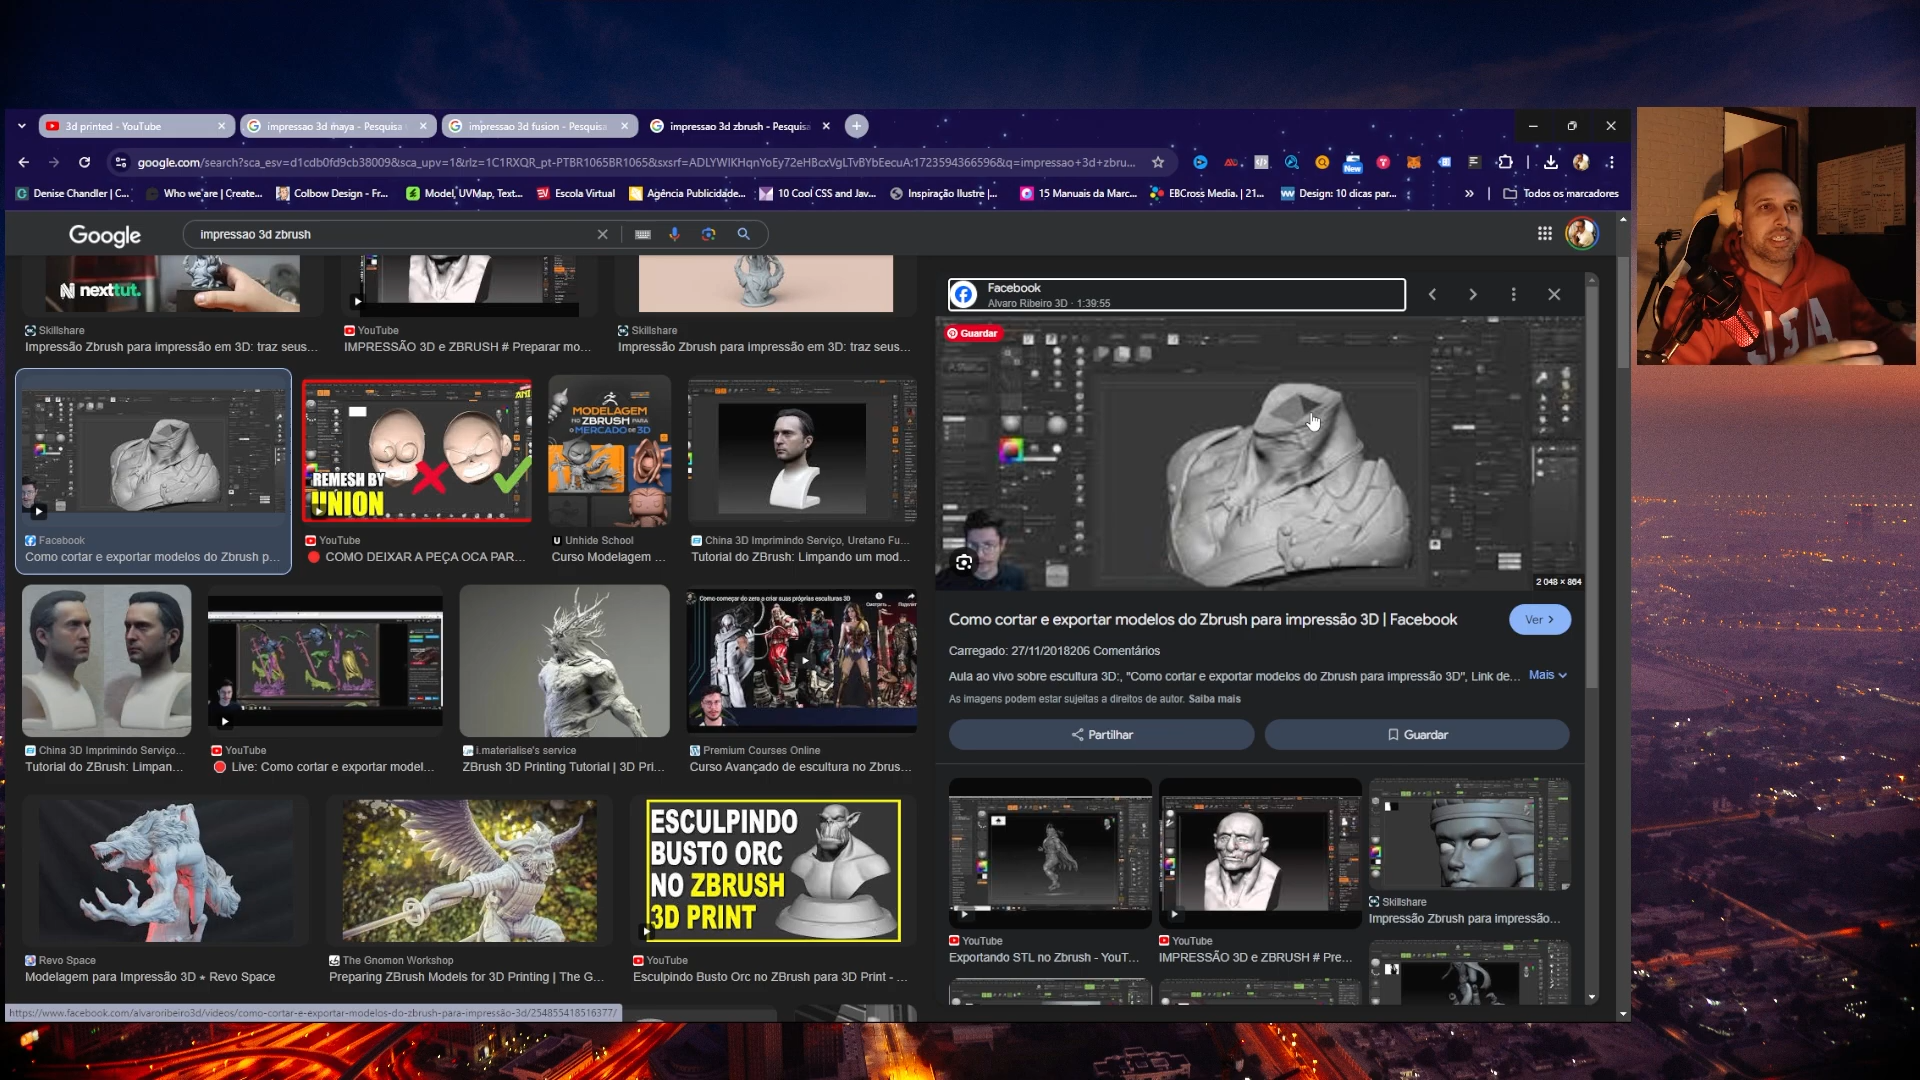 3d printed - YouTube
impressao 3d maya - Pesquisa
impressao 3d fusion - Pesquisa
impressao 3d zbrush - Pesquisa
google.com/search?sca_esv=d1cdb0fd9cb38009&sca_upv=1&rlz=1C1RXQR_pt-PTBR1065BR1065&sxsrf=ADLYWIKHqnYoEy72eHBcxVgLTvBYbEecuA:1723594366596&q=impressao+3d+zbru...
New
Denise Chandler | C...
Who we are | Create...
Colbow Design - Fr...
Model, UVMap, Text...
Escola Virtual
Agência Publicidade...
10 Cool CSS and Jav...
Inspiração Ilustre |...
15 Manuais da Marc...
EBCross Media. | 21...
Design: 10 dicas par...
Todos os marcadores
Google
impressao 3d zbrush
nexttut.
Skillshare
Impressão Zbrush para impressão em 3D: traz seus...
YouTube
IMPRESSÃO 3D e ZBRUSH # Preparar mo...
Skillshare
Impressão Zbrush para impressão em 3D: traz seus...
Facebook
Como cortar e exportar modelos do Zbrush p...
REMESH BY
UNION
YouTube
COMO DEIXAR A PEÇA OCA PAR...
MODELAGEM
NO ZBRUSH PARA
O MERCADO DE 3D
Unhide School
Curso Modelagem ...
China 3D Imprimindo Serviço, Uretano Fu...
Tutorial do ZBrush: Limpando um mod...
China 3D Imprimindo Serviço...
Tutorial do ZBrush: Limpan...
YouTube
Live: Como cortar e exportar model...
i.materialise's service
ZBrush 3D Printing Tutorial | 3D Pri...
Como começar do zero a criar suas próprias esculturas 3D
Premium Courses Online
Curso Avançado de escultura no Zbrus...
Revo Space
Modelagem para Impressão 3D ⋆ Revo Space
The Gnomon Workshop
Preparing ZBrush Models for 3D Printing | The G...
ESCULPINDO
BUSTO ORC
NO ZBRUSH
3D PRINT
YouTube
Esculpindo Busto Orc no ZBrush para 3D Print - ...
https://www.facebook.com/alvaroribeiro3d/videos/como-cortar-e-exportar-modelos-do-zbrush-para-impressão-3d/254855418516377/
Facebook
Alvaro Ribeiro 3D · 1:39:55
Guardar
2 048 × 864
Como cortar e exportar modelos do Zbrush para impressão 3D | Facebook
Ver
Carregado: 27/11/2018206 Comentários
Aula ao vivo sobre escultura 3D:, "Como cortar e exportar modelos do Zbrush para impressão 3D", Link de...
Mais
As imagens podem estar sujeitas a direitos de autor. Saiba mais
Partilhar
Guardar
YouTube
Exportando STL no Zbrush - YouT...
YouTube
IMPRESSÃO 3D e ZBRUSH # Pre...
Skillshare
Impressão Zbrush para impressão...
USA